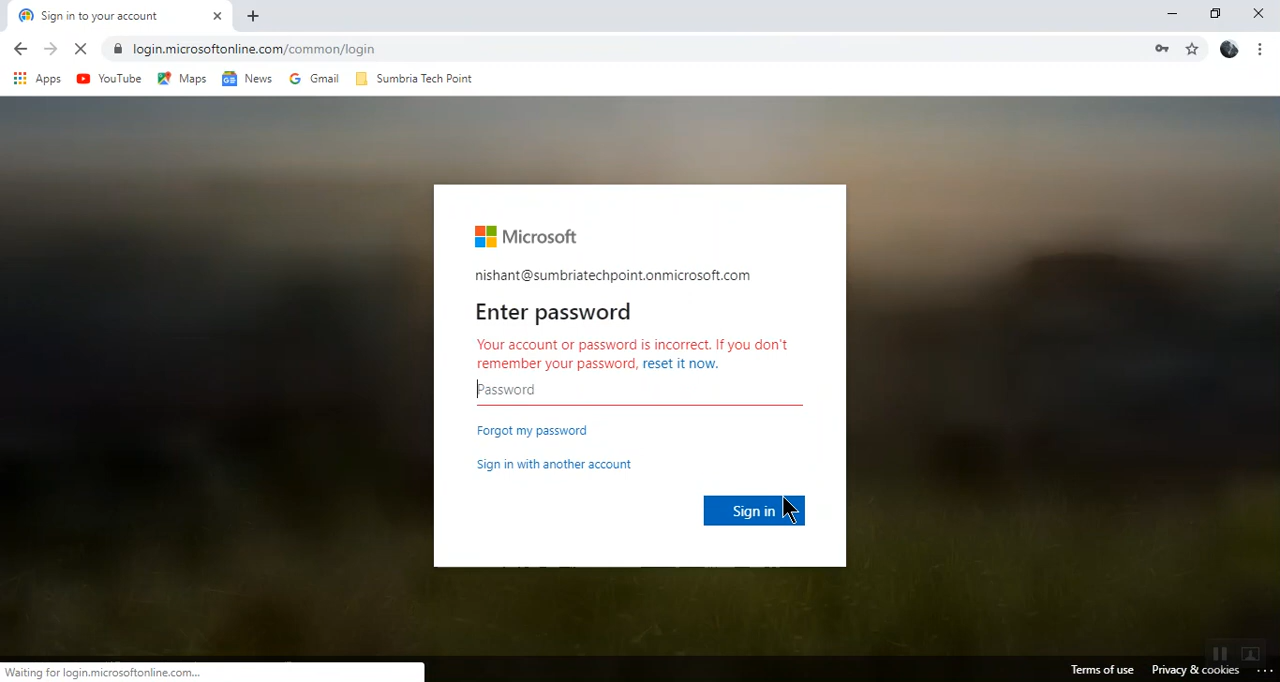 Sign in to your account
login.microsoftonline.com/common/login
Apps YouTube Maps News Gmail Sumbria Tech Point
Microsoft
nishant@sumbriatechpoint.onmicrosoft.com
Enter password
Your account or password is incorrect. If you don't
remember your password, reset it now.
Password
Forgot my password
Sign in with another account
Sign in
Waiting for login.microsoftonline.com...
Terms of use Privacy & cookies ...